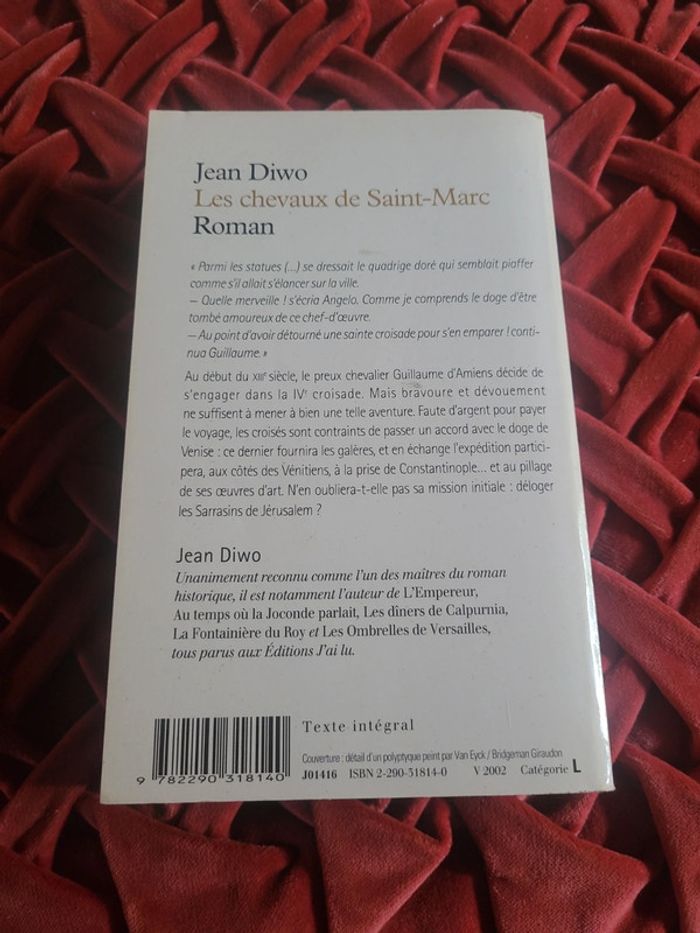 Jean Diwo
Les chevaux de Saint-Marc
Roman
« Parmi les statues (...) se dressait le quadrige doré qui semblait piaffer
comme s'il allait s'élancer sur la ville.
– Quelle merveille ! s'écria Angelo. Comme je comprends le doge d'être
tombé amoureux de ce chef-d'œuvre.
– Au point d'avoir détourné une sainte croisade pour s'en emparer ! conti-
nua Guillaume. »
Au début du XIIIe siècle, le preux chevalier Guillaume d'Amiens décide de
s'engager dans la IVe croisade. Mais bravoure et dévouement
ne suffisent à mener à bien une telle aventure. Faute d'argent pour payer
le voyage, les croisés sont contraints de passer un accord avec le doge de
Venise : ce dernier fournira les galères, et en échange l'expédition partici-
pera, aux côtés des Vénitiens, à la prise de Constantinople... et au pillage
de ses œuvres d'art. N'en oubliera-t-elle pas sa mission initiale : déloger
les Sarrasins de Jérusalem ?
Jean Diwo
Unanimement reconnu comme l'un des maîtres du roman
historique, il est notamment l'auteur de L'Empereur,
Au temps où la Joconde parlait, Les dîners de Calpurnia,
La Fontainière du Roy et Les Ombrelles de Versailles,
tous parus aux Éditions J'ai lu.
Texte intégral
Couverture : détail d'un polyptyque peint par Van Eyck / Bridgeman Giraudon
J01416 ISBN 2-290-31814-0 V 2002 Catégorie L
9 782290 318140